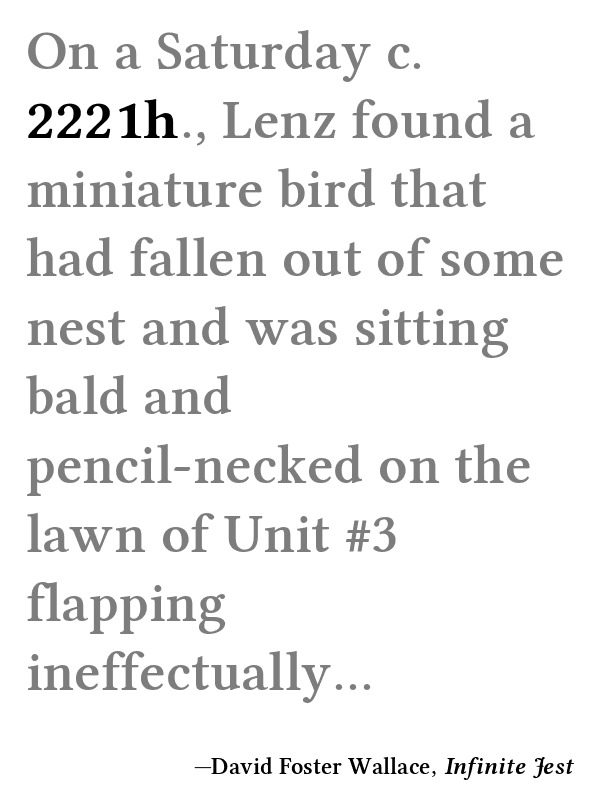 On a Saturday c.
2221h., Lenz found a
miniature bird that
had fallen out of some
nest and was sitting
bald and
pencil-necked on the
lawn of Unit #3
flapping
ineffectually…
—David Foster Wallace, Infinite Jest